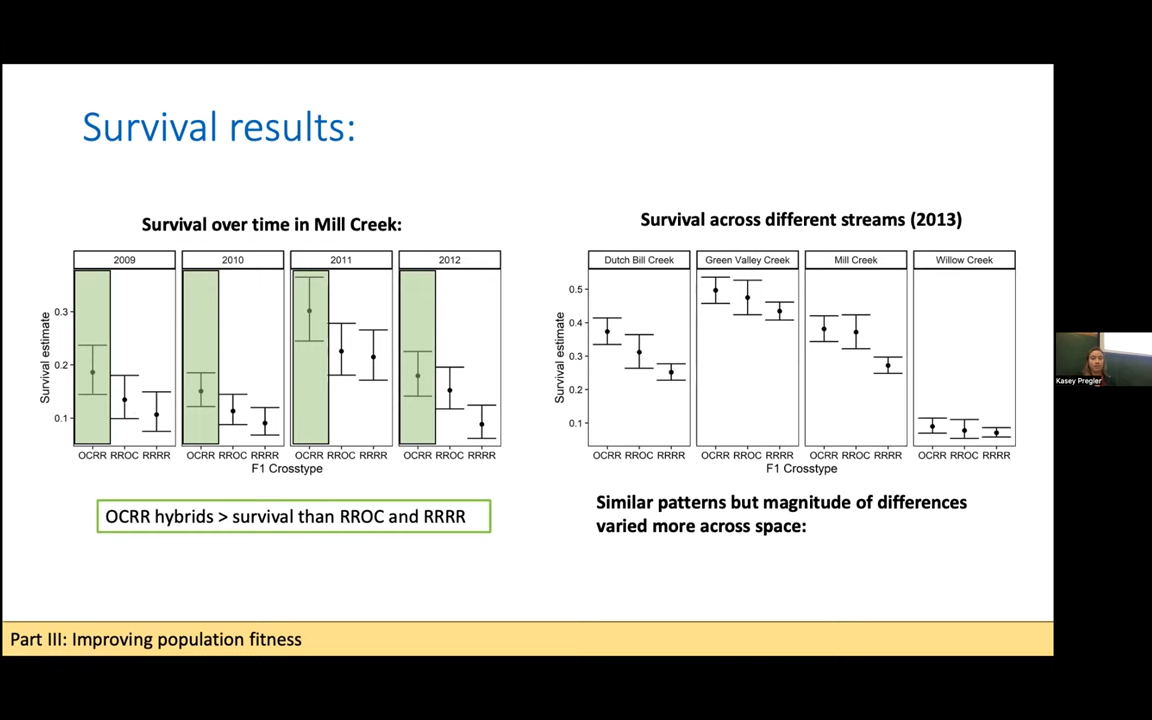 Survival results:
Survival over time in Mill Creek:
2009 2010 2011 2012
Survival estimate
0.3
0.2
0.1
OCRR RROC RRRR OCRR RROC RRRR OCRR RROC RRRR OCRR RROC RRRR
F1 Crosstype
OCRR hybrids > survival than RROC and RRRR
Survival across different streams (2013)
Dutch Bill Creek Green Valley Creek Mill Creek Willow Creek
Survival estimate
0.5
0.4
0.3
0.2
0.1
OCRR RROC RRRR OCRR RROC RRRR OCRR RROC RRRR OCRR RROC RRRR
F1 Crosstype
Similar patterns but magnitude of differences
varied more across space:
Kasey Pregler
Part III: Improving population fitness